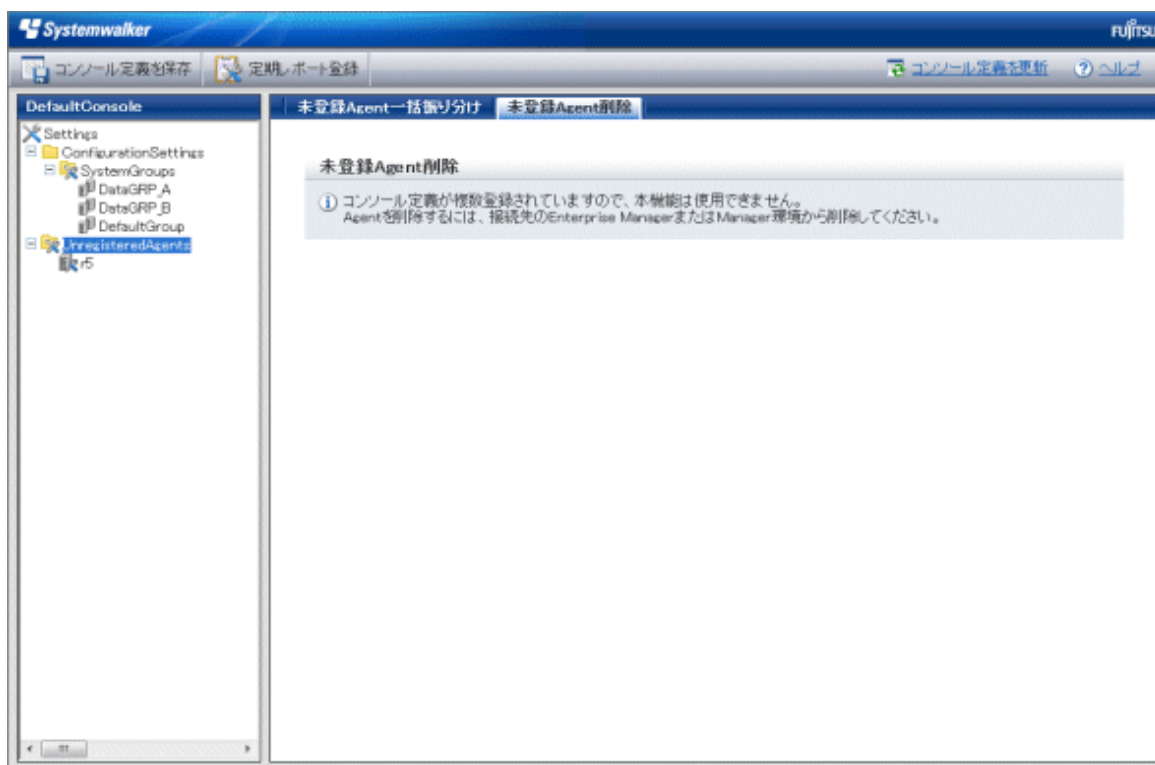 Systemwalker
FUJITSU
コンソール定義を保存
定期レポート登録
コンソール定義を更新
ヘルプ
DefaultConsole
未登録Agent一括振り分け
未登録Agent削除
Settings
ConfigurationSettings
SystemGroups
DataGRP_A
DataGRP_B
DefaultGroup
UnregisteredAgents
r5
未登録Agent削除
コンソール定義が複数登録されていますので、本機能は使用できません。
Agentを削除するには、接続先のEnterprise ManagerまたはManager環境から削除してください。